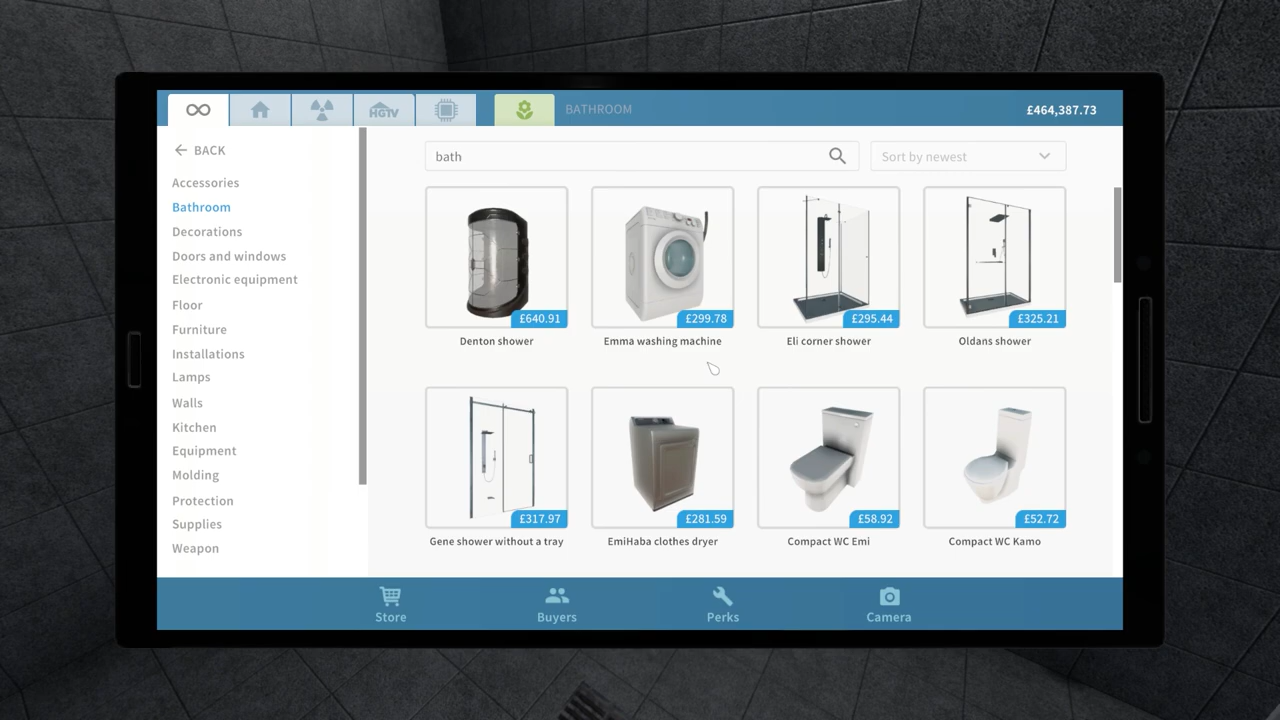 HGTV
BATHROOM
£464,387.73
BACK
Accessories
Bathroom
Decorations
Doors and windows
Electronic equipment
Floor
Furniture
Installations
Lamps
Walls
Kitchen
Equipment
Molding
Protection
Supplies
Weapon
bath
Sort by newest
£640.91
£299.78
£295.44
£325.21
Denton shower
Emma washing machine
Eli corner shower
Oldans shower
£317.97
£281.59
£58.92
£52.72
Gene shower without a tray
EmiHaba clothes dryer
Compact WC Emi
Compact WC Kamo
Store
Buyers
Perks
Camera